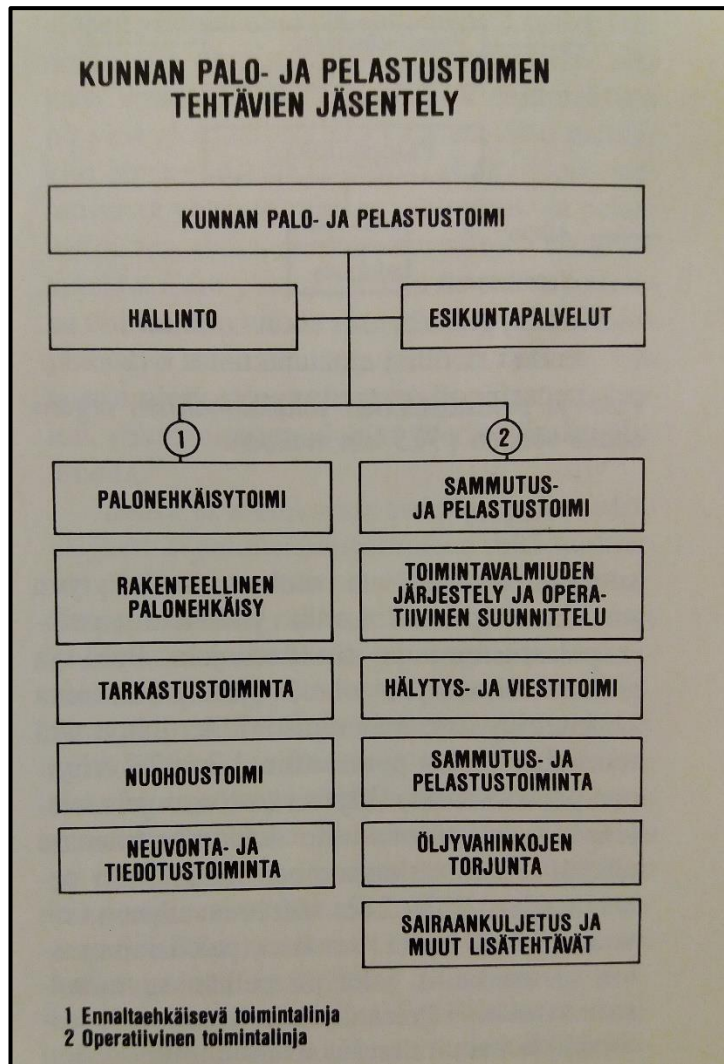 KUNNAN PALO- JA PELASTUSTOIMEN
TEHTÄVIEN JÄSENTELY
KUNNAN PALO- JA PELASTUSTOIMI
HALLINTO
ESIKUNTAPALVELUT
1
2
PALONEHKÄISYTOIMI
RAKENTEELLINEN
PALONEHKÄISY
TARKASTUSTOIMINTA
NUOHOUSTOIMI
NEUVONTA- JA
TIEDOTUSTOIMINTA
SAMMUTUS-
JA PELASTUSTOIMI
TOIMINTAVALMIUDEN
JÄRJESTELY JA OPERA-
TIIVINEN SUUNNITTELU
HÄLYTYS- JA VIESTITOIMI
SAMMUTUS- JA
PELASTUSTOIMINTA
ÖLJYVAHINKOJEN
TORJUNTA
SAIRAANKULJETUS JA
MUUT LISÄTEHTÄVÄT
1 Ennaltaehkäisevä toimintalinja
2 Operatiivinen toimintalinja